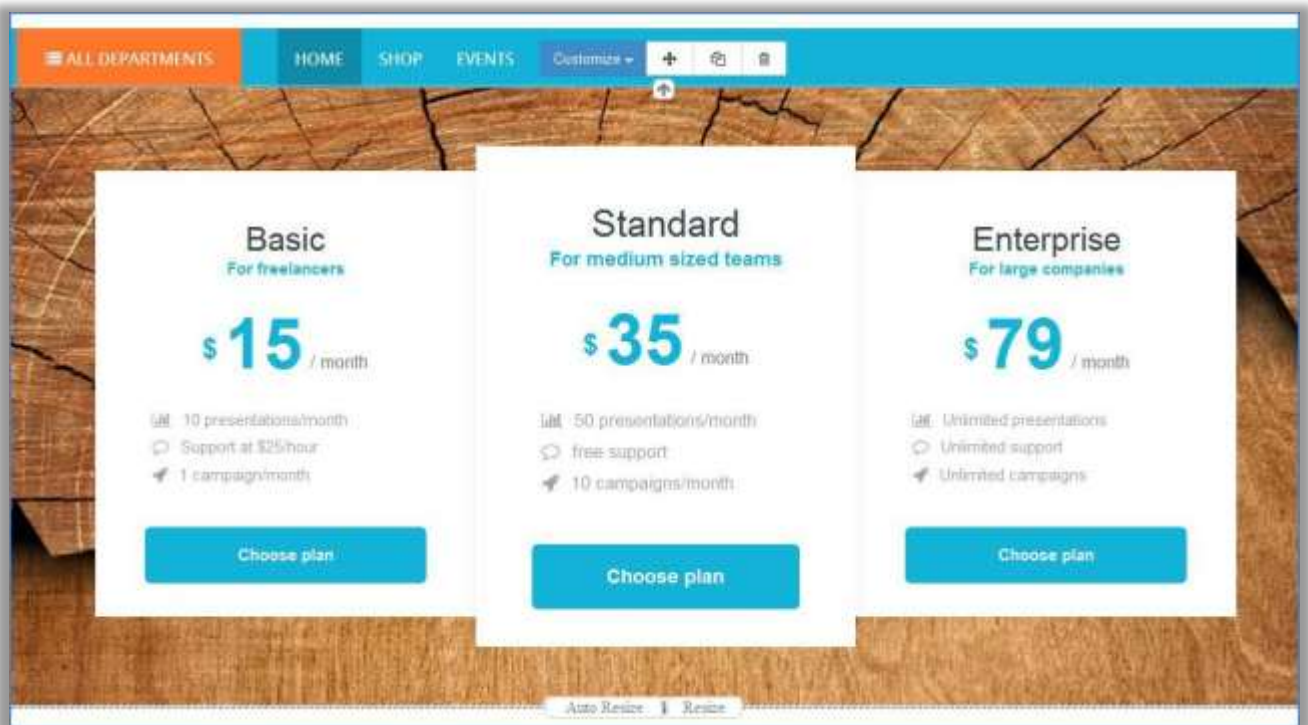 ALL DEPARTMENTS HOME SHOP EVENTS Customize
Basic
For freelancers
$ 15 / month
10 presentations/month
Support at $25/hour
1 campaign/month
Choose plan
Standard
For medium sized teams
$ 35 / month
50 presentations/month
free support
10 campaigns/month
Choose plan
Enterprise
For large companies
$ 79 / month
Unlimited presentations
Unlimited support
Unlimited campaigns
Choose plan
Auto Resize Resize